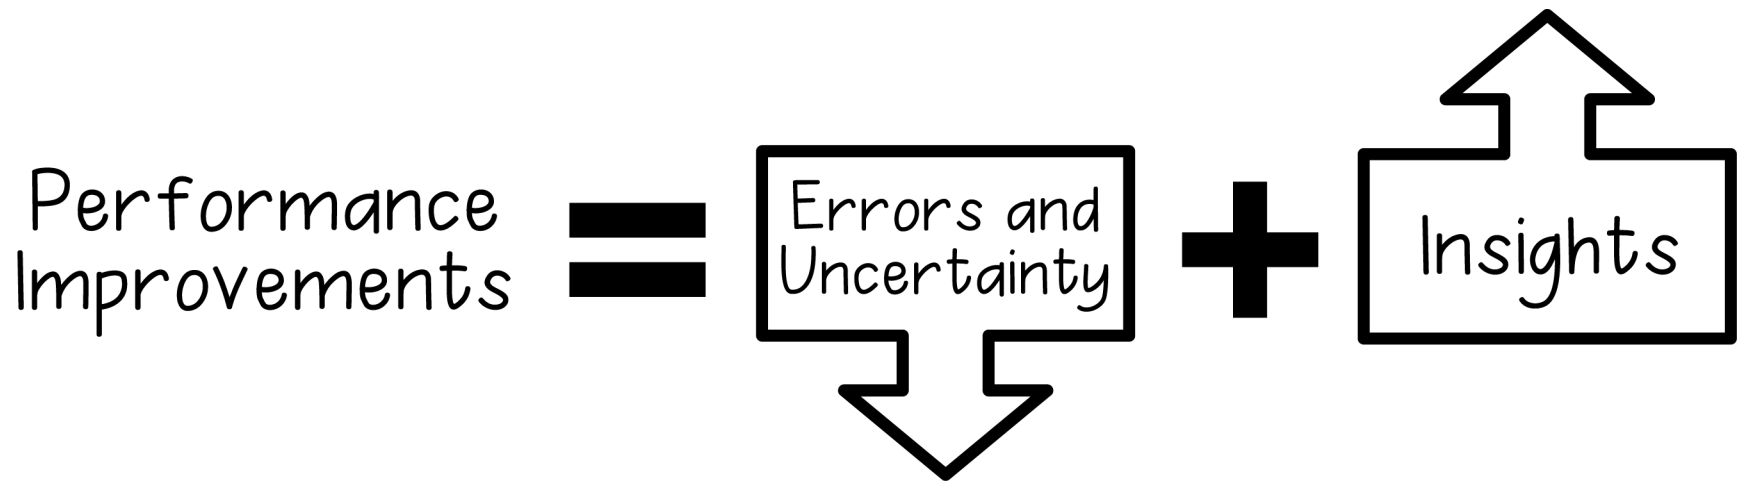 Performance
Improvements
=
Errors and
Uncertainty
+
Insights